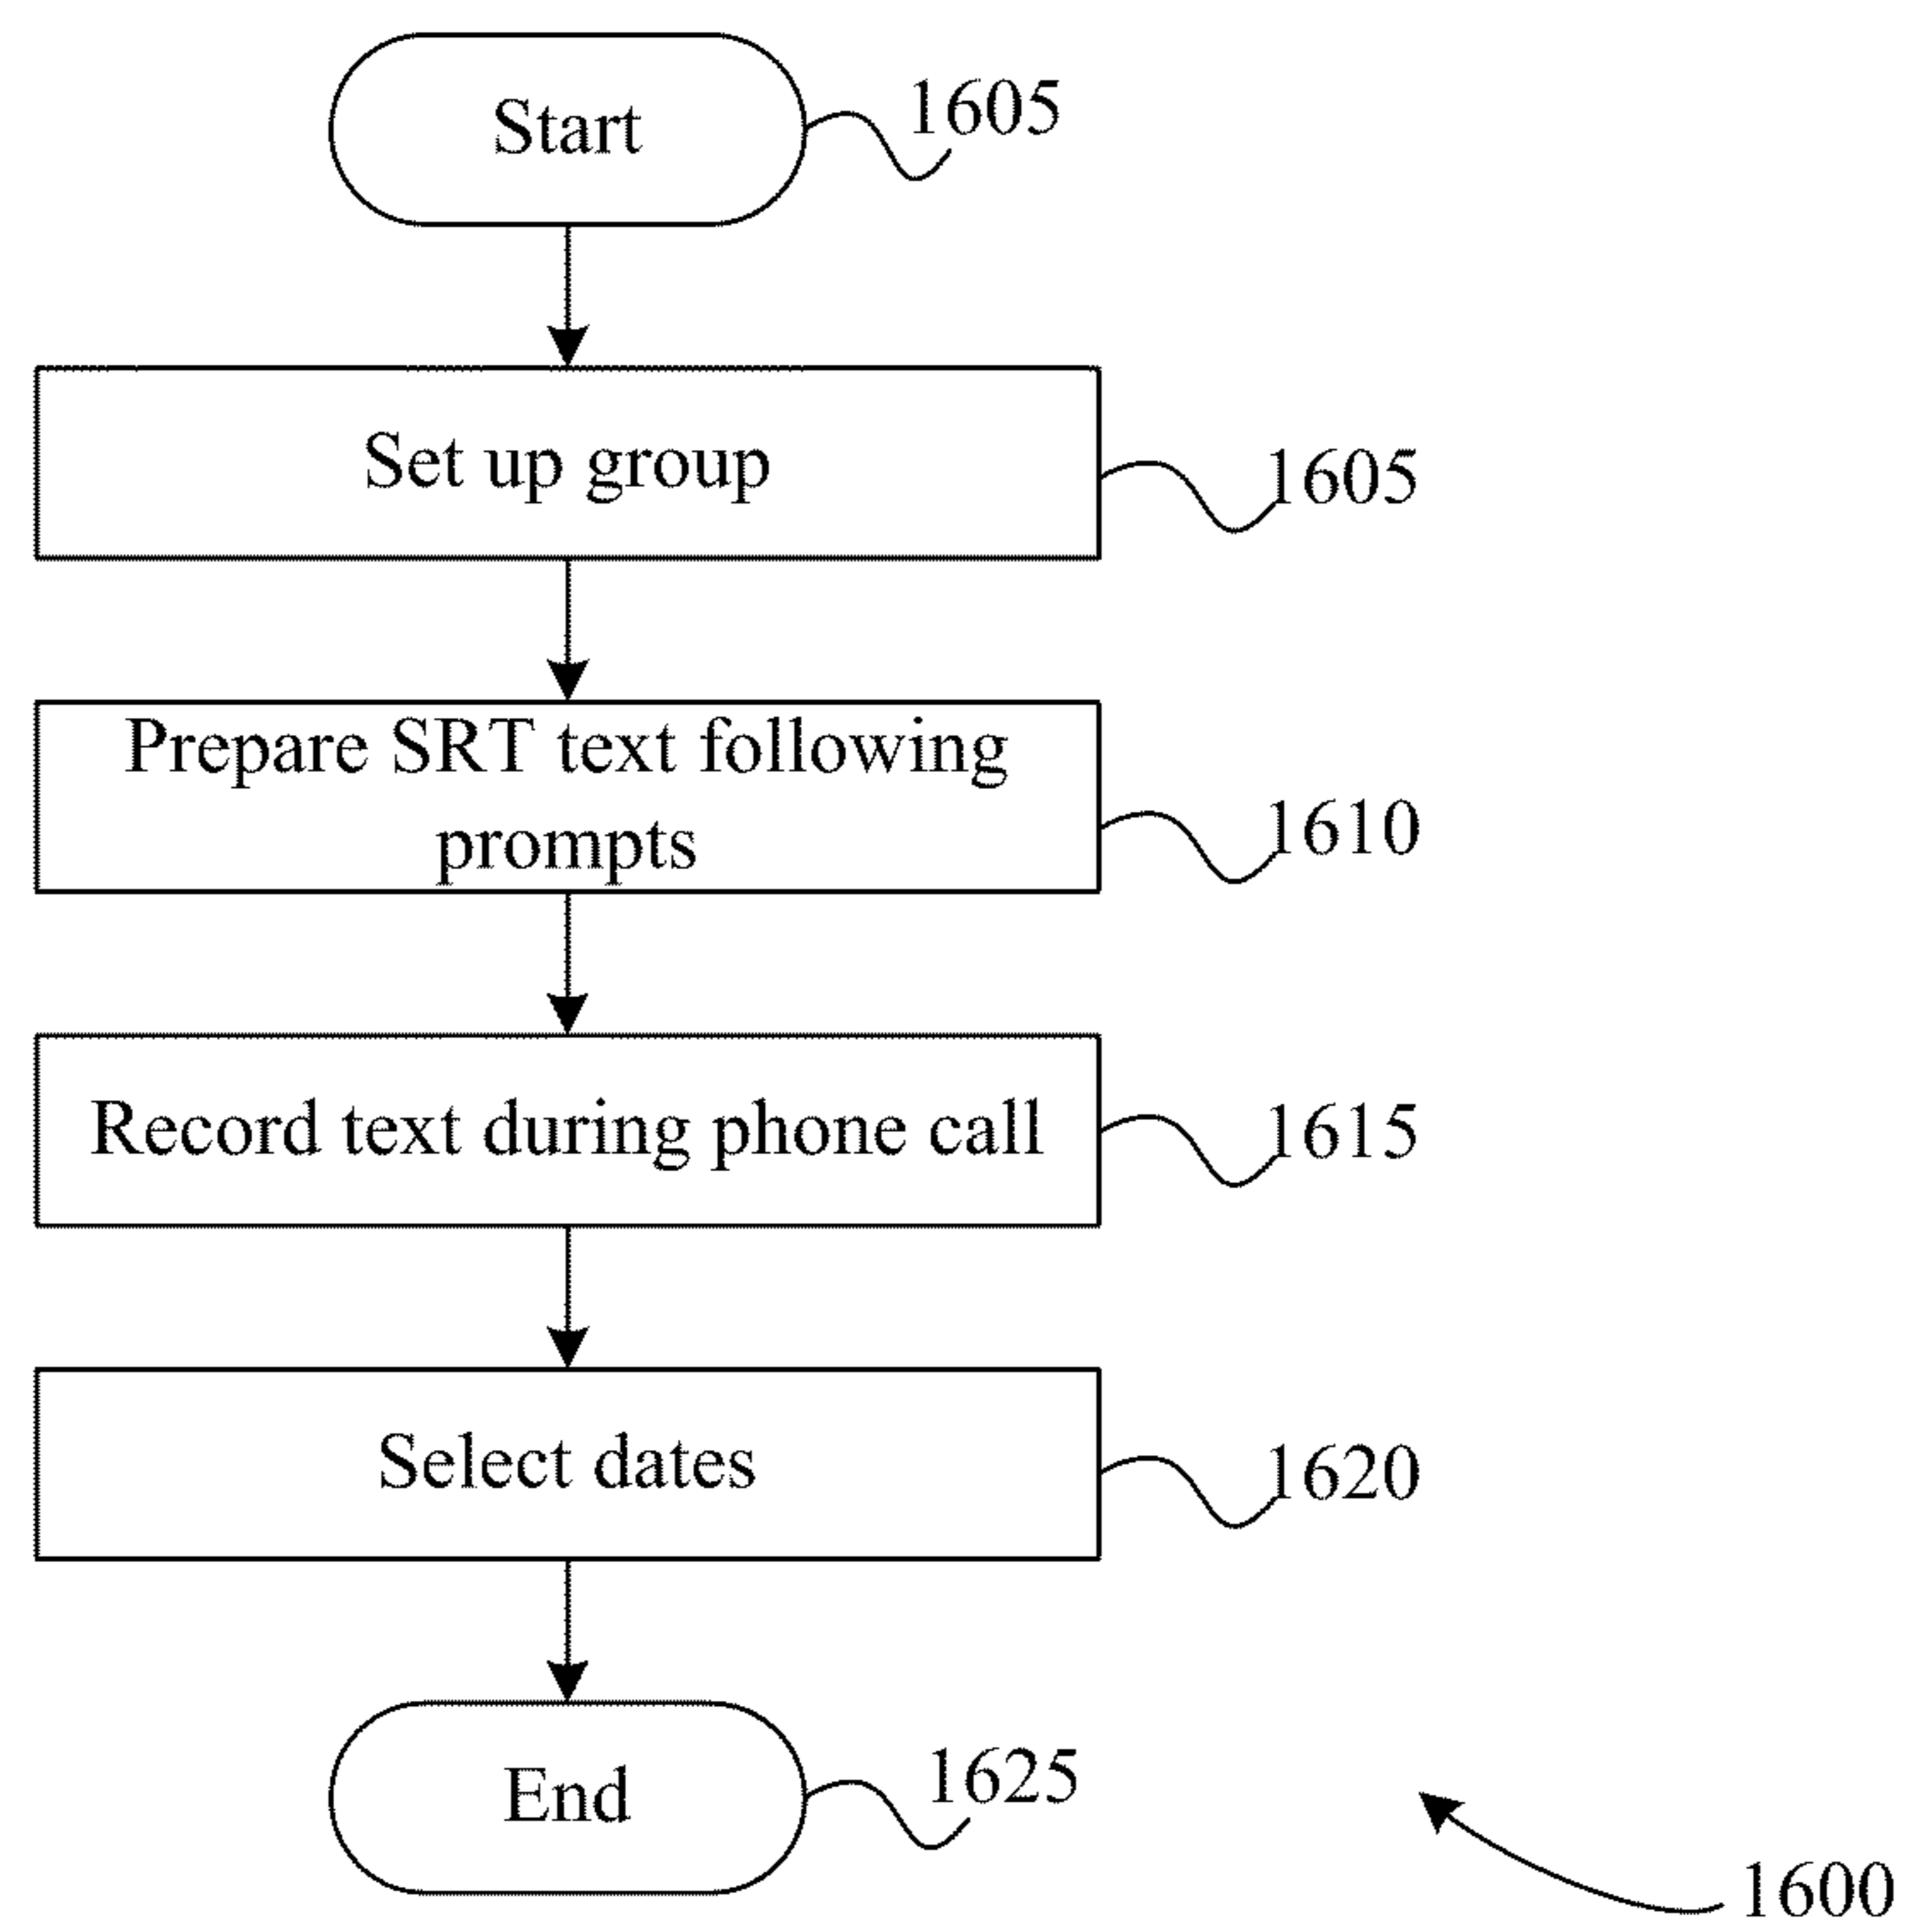 Start
1605
Set up group
1605
Prepare SRT text following
prompts
1610
Record text during phone call
1615
Select dates
1620
End
1625
1600